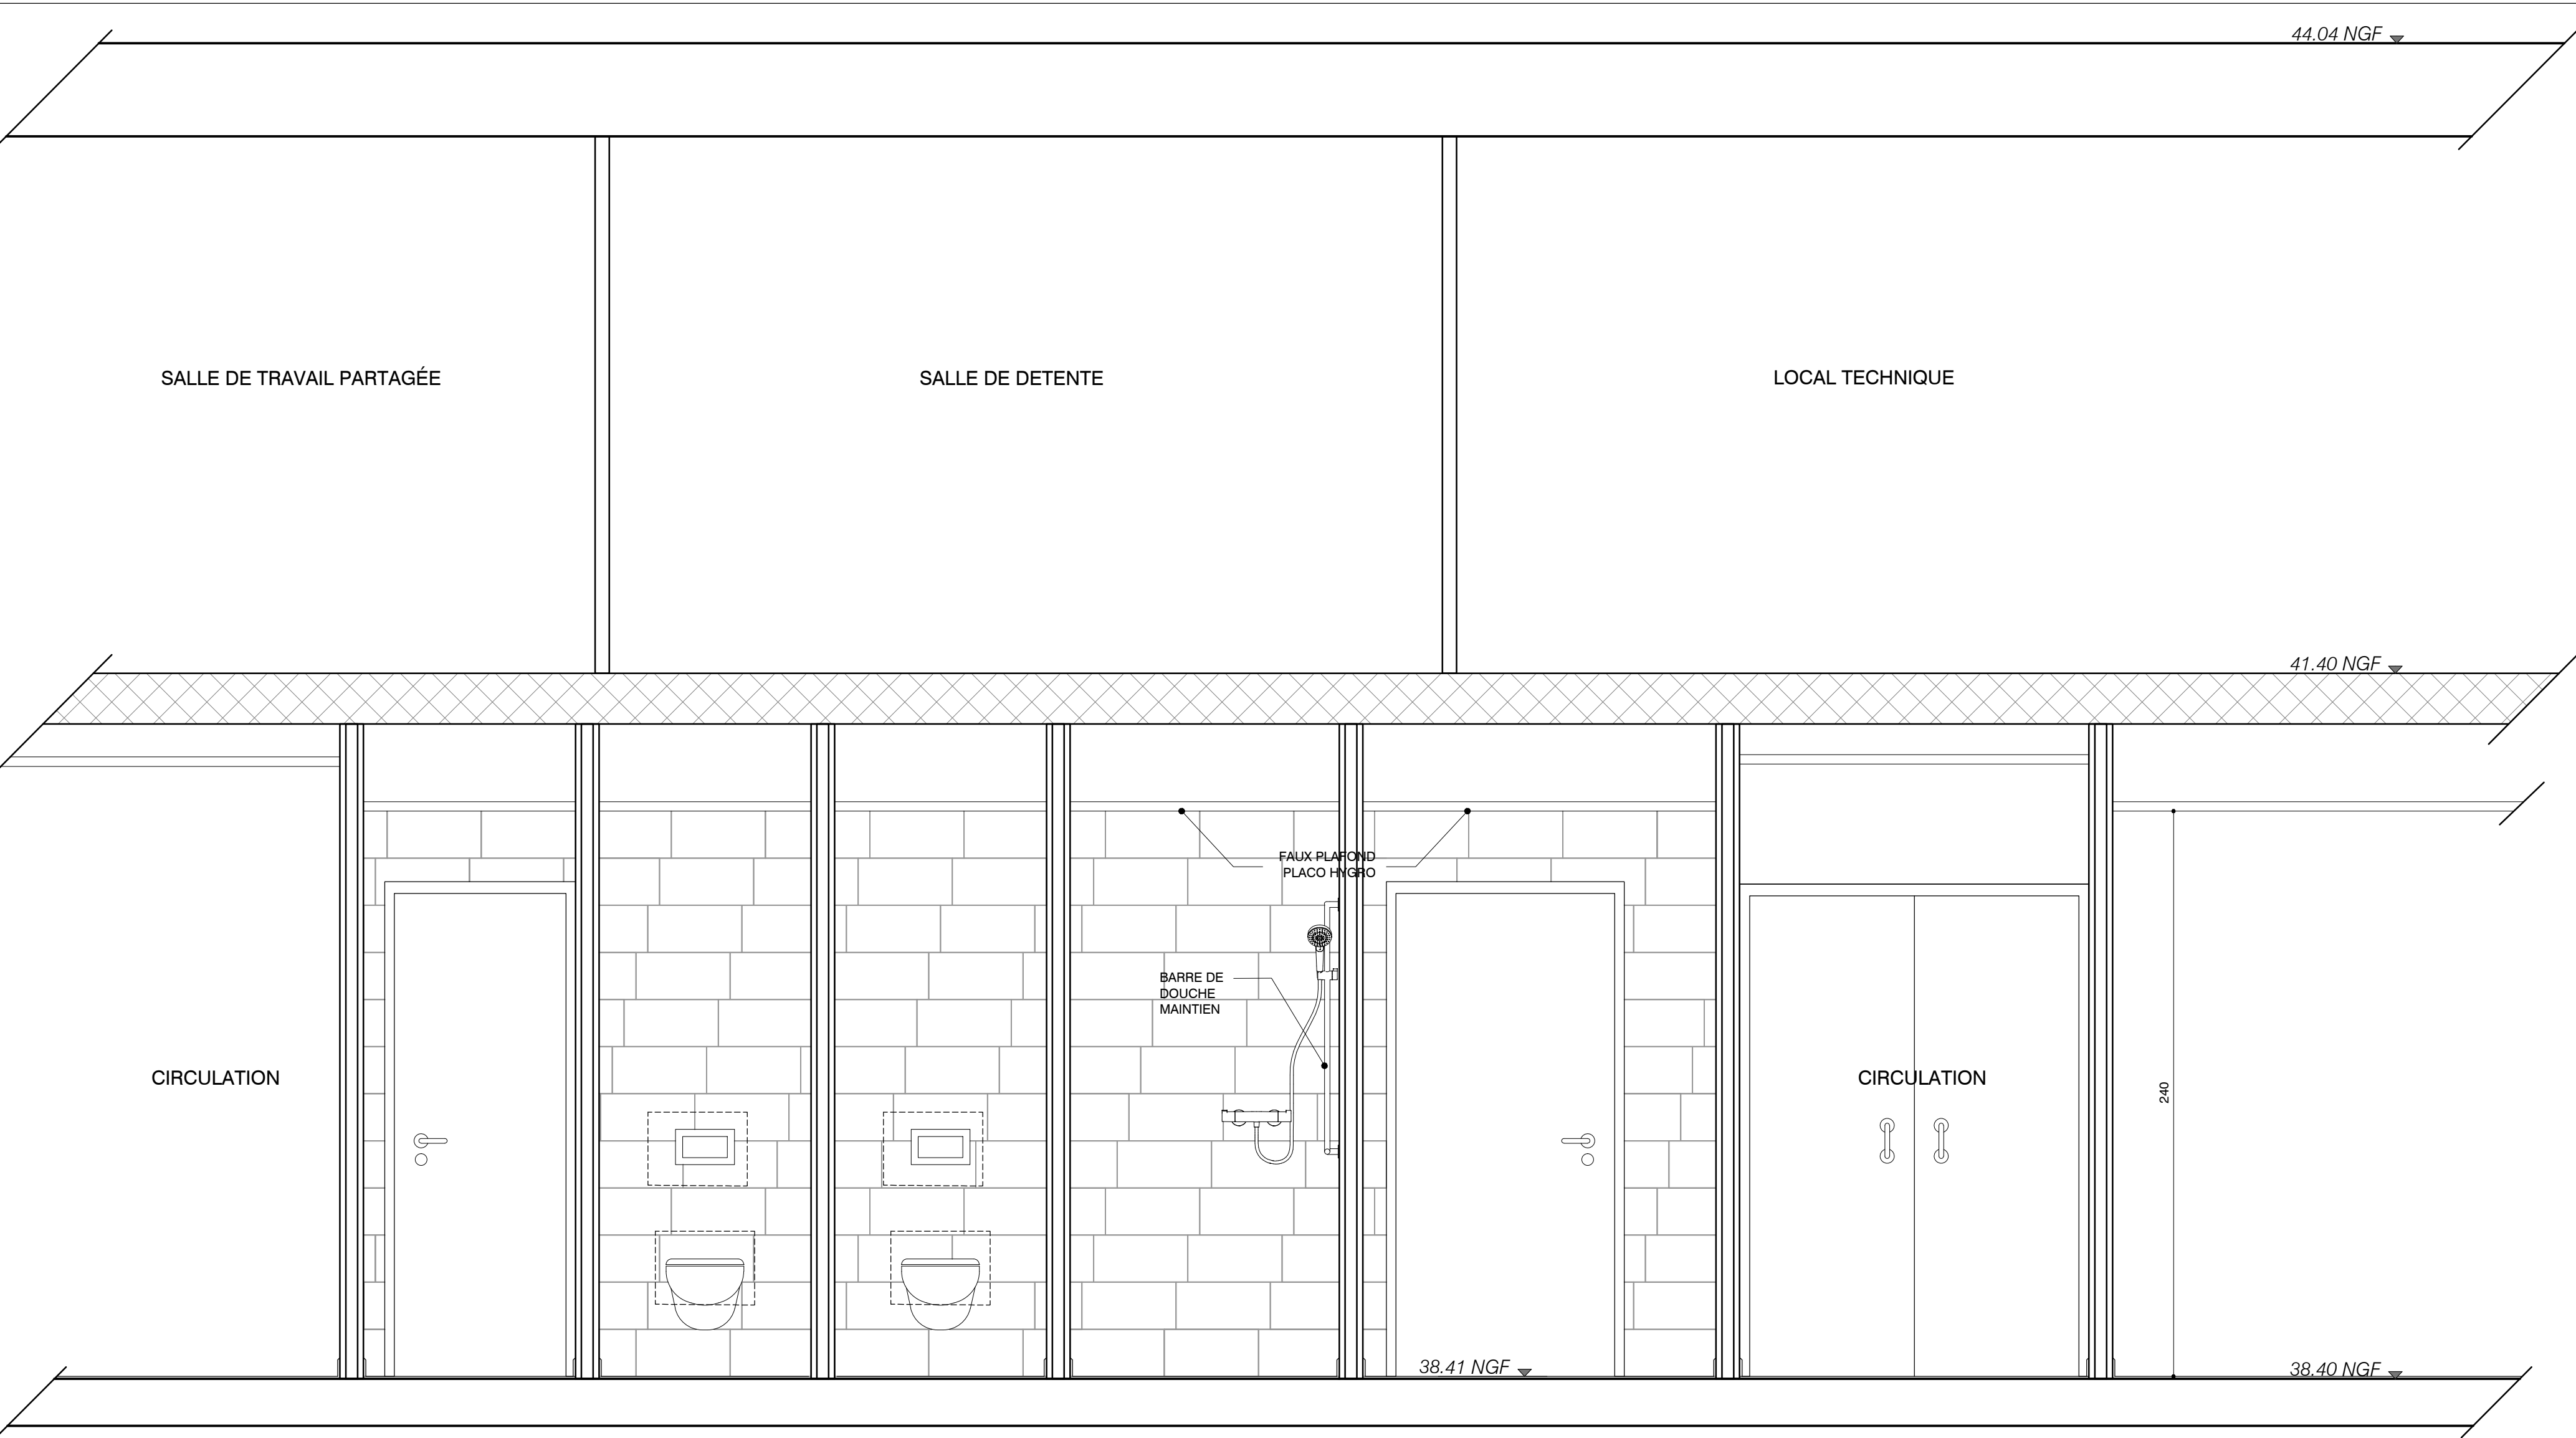 44.04 NGF
SALLE DE TRAVAIL PARTAGÉE
SALLE DE DETENTE
LOCAL TECHNIQUE
41.40 NGF
FAUX PLAFOND
PLACO HYGRO
BARRE DE
DOUCHE
MAINTIEN
CIRCULATION
CIRCULATION
240
38.41 NGF
38.40 NGF